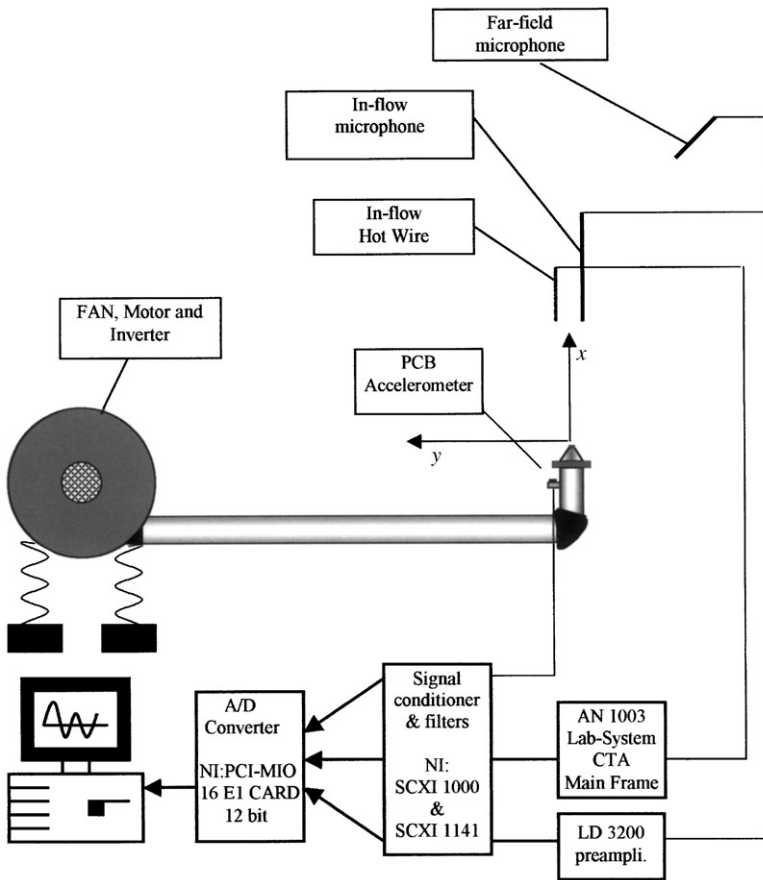 Far-field
microphone
In-flow
microphone
In-flow
Hot Wire
FAN, Motor and
Inverter
PCB
Accelerometer
x
y
Signal
conditioner
& filters
NI:
SCXI 1000
&
SCXI 1141
A/D
Converter
NI:PCI-MIO
16 E1 CARD
12 bit
AN 1003
Lab-System
CTA
Main Frame
LD 3200
preampli.